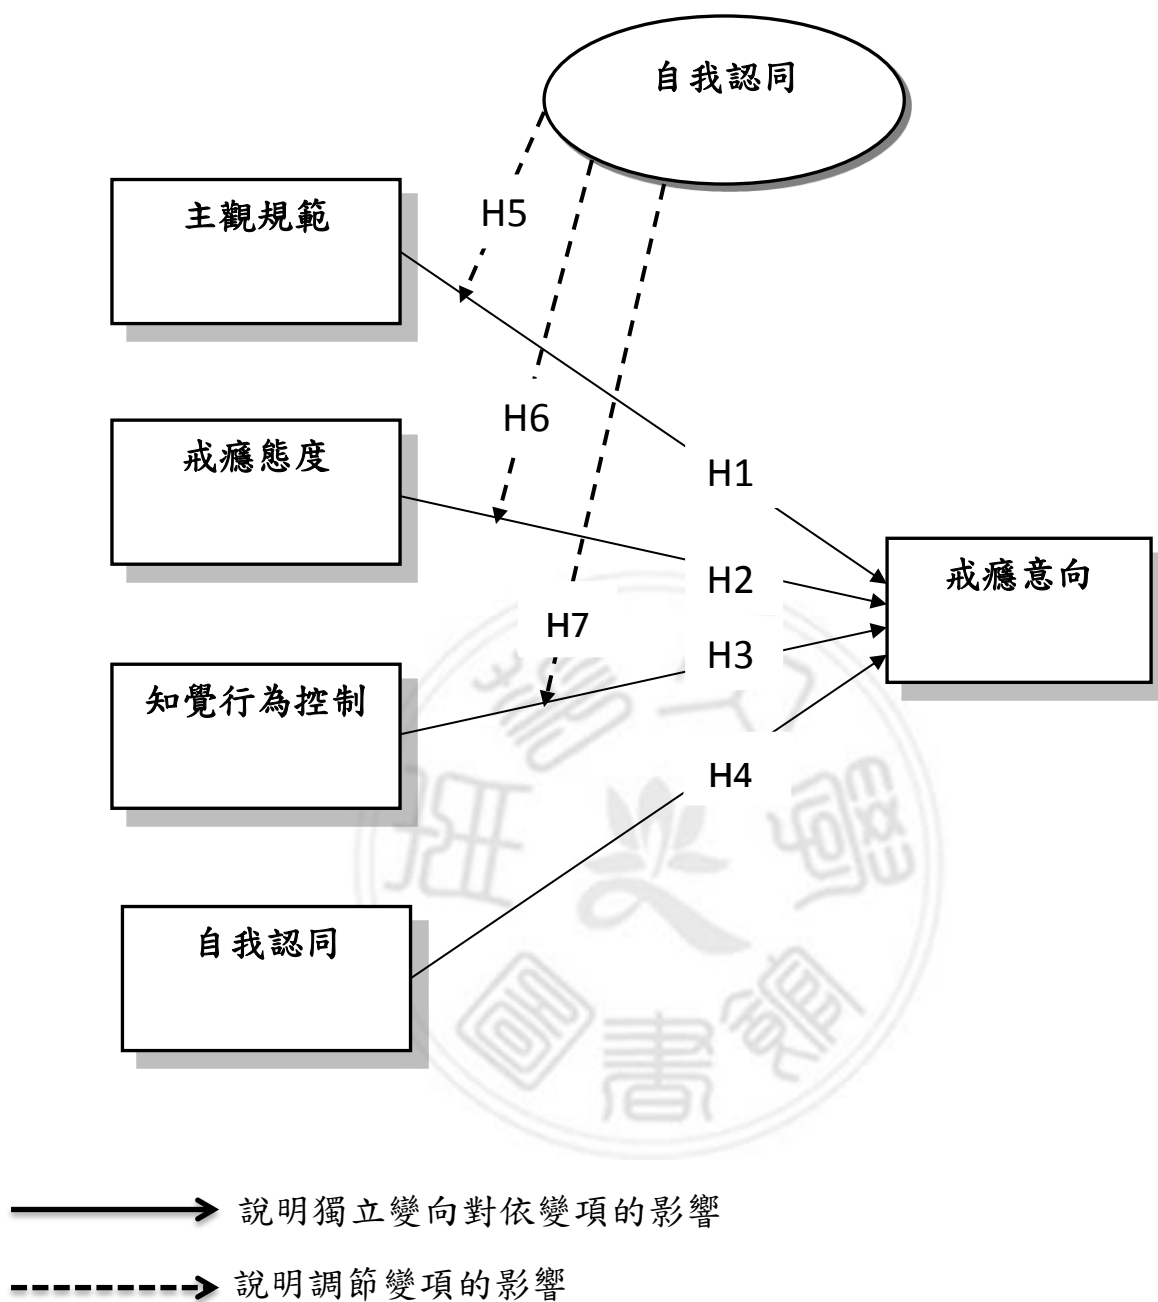 自我認同
主觀規範
H5
戒癮態度
H6
H1
戒癮意向
H2
H7
H3
知覺行為控制
H4
自我認同
圖
書
說明獨立變向對依變項的影響
說明調節變項的影響